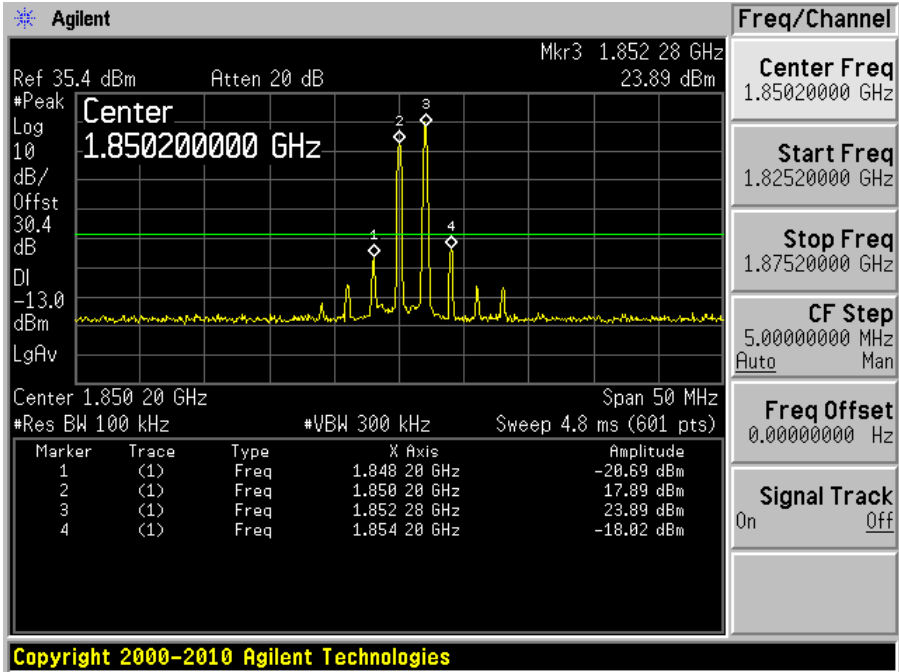 Agilent
Freq/Channel
Mkr3 1.852 28 GHz
Ref 35.4 dBm Atten 20 dB 23.89 dBm
#Peak
Log
10
dB/
Offst
30.4
dB
DI
-13.0
dBm
LgAv
Center
1.850200000 GHz
1
2
3
4
Center 1.850 20 GHz Span 50 MHz
#Res BW 100 kHz #VBW 300 kHz Sweep 4.8 ms (601 pts)
Marker Trace Type X Axis Amplitude
1 (1) Freq 1.848 20 GHz -20.69 dBm
2 (1) Freq 1.850 20 GHz 17.89 dBm
3 (1) Freq 1.852 28 GHz 23.89 dBm
4 (1) Freq 1.854 20 GHz -18.02 dBm
Center Freq
1.85020000 GHz
Start Freq
1.82520000 GHz
Stop Freq
1.87520000 GHz
CF Step
5.00000000 MHz
Auto Man
Freq Offset
0.00000000 Hz
Signal Track
On Off
Copyright 2000-2010 Agilent Technologies